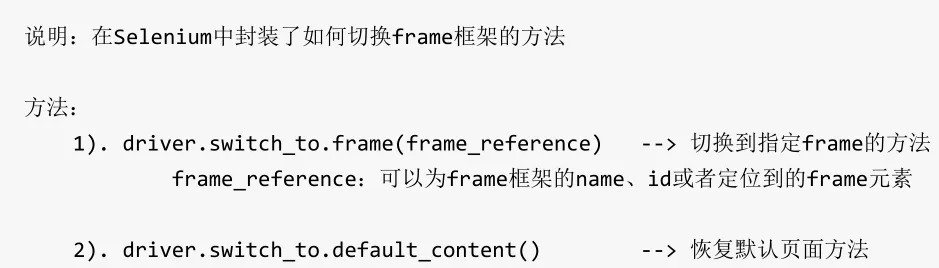 说明：在Selenium中封装了如何切换frame框架的方法
方法：
1). driver.switch_to.frame(frame_reference) --> 切换到指定frame的方法
frame_reference：可以为frame框架的name、id或者定位到的frame元素
2). driver.switch_to.default_content() --> 恢复默认页面方法